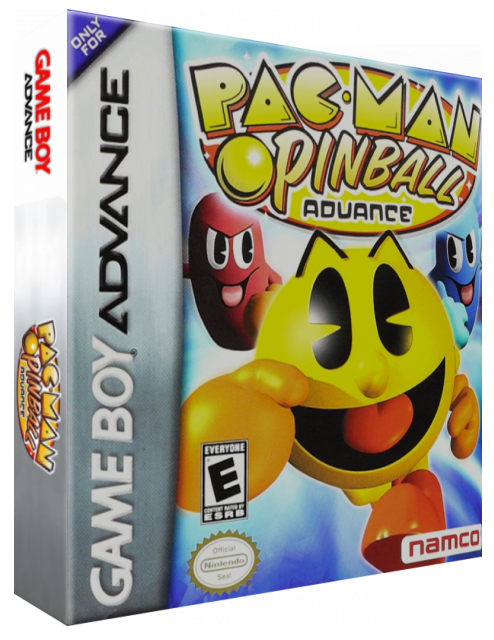 ONLY
FOR
GAME BOY
ADVANCE
PAC-MAN
PINBALL
ADVANCE
GAME BOY ADVANCE
PAC-MAN
PINBALL
ADVANCE
EVERYONE
E
CONTENT RATED BY
ESRB
Official
Nintendo
Seal
namco